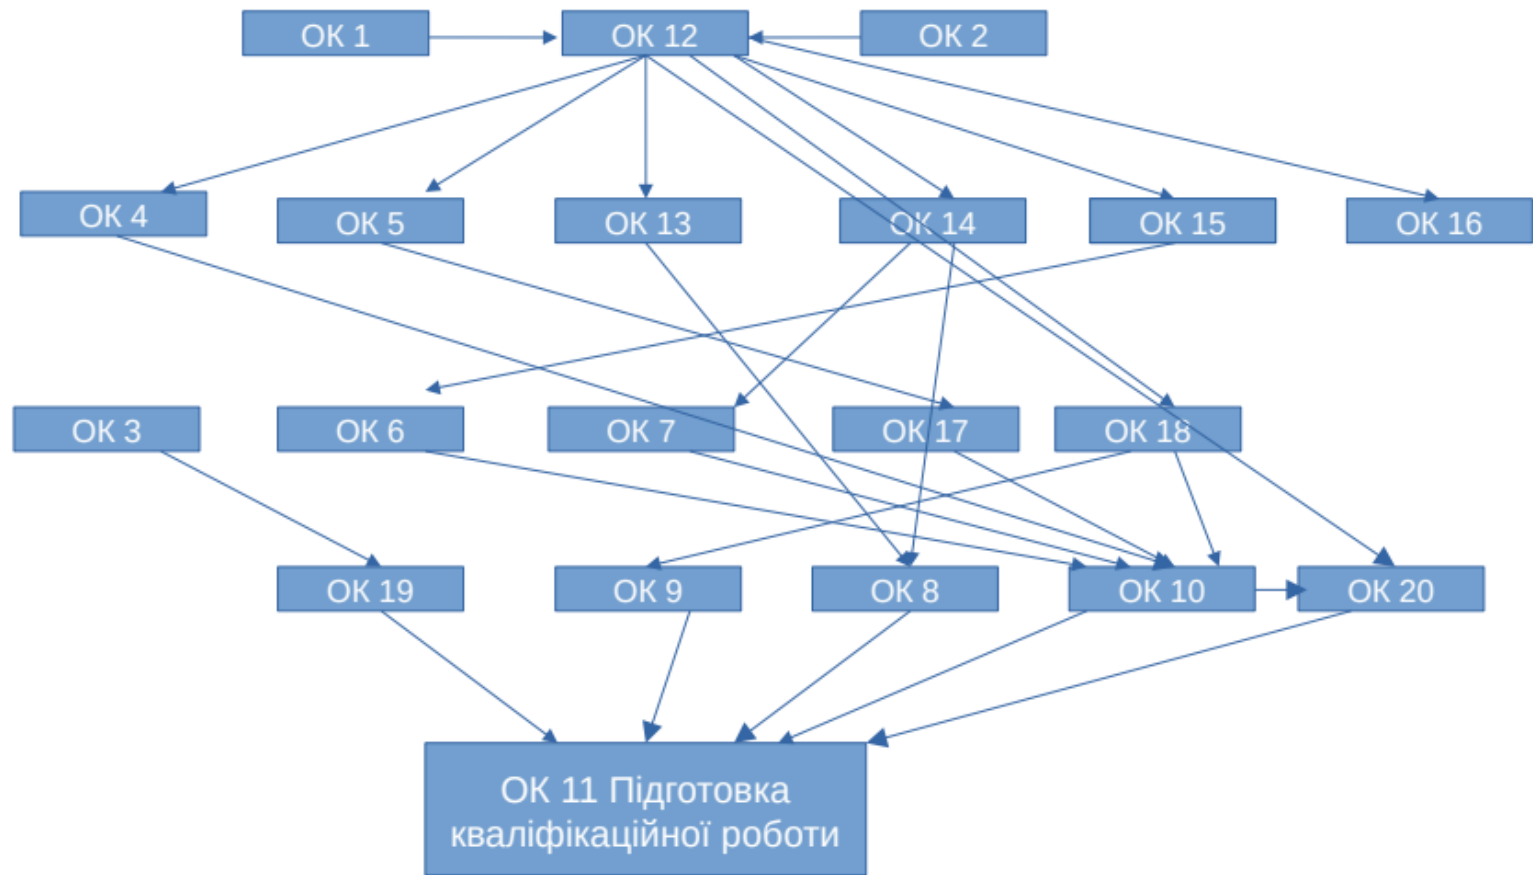 ОК 1
ОК 12
ОК 2
ОК 4
ОК 5
ОК 13
ОК 14
ОК 15
ОК 16
ОК 3
ОК 6
ОК 7
ОК 17
ОК 18
ОК 19
ОК 9
ОК 8
ОК 10
ОК 20
ОК 11 Підготовка
кваліфікаційної роботи